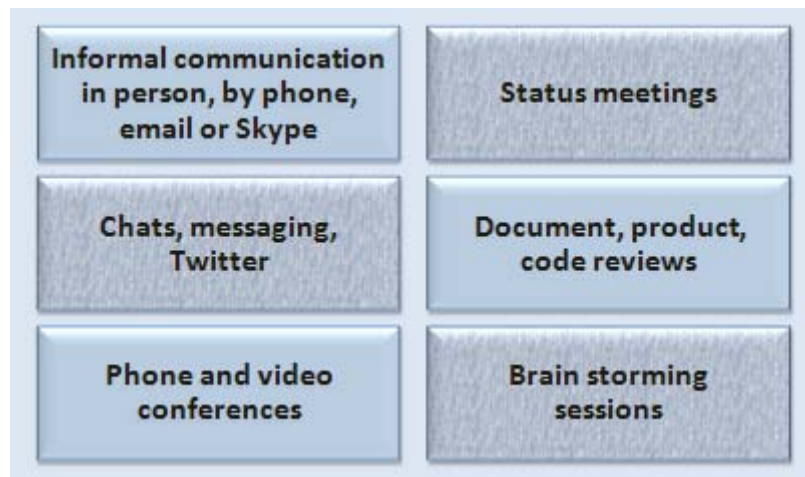 Informal communication
in person, by phone,
email or Skype
Status meetings
Chats, messaging,
Twitter
Document, product,
code reviews
Phone and video
conferences
Brain storming
sessions